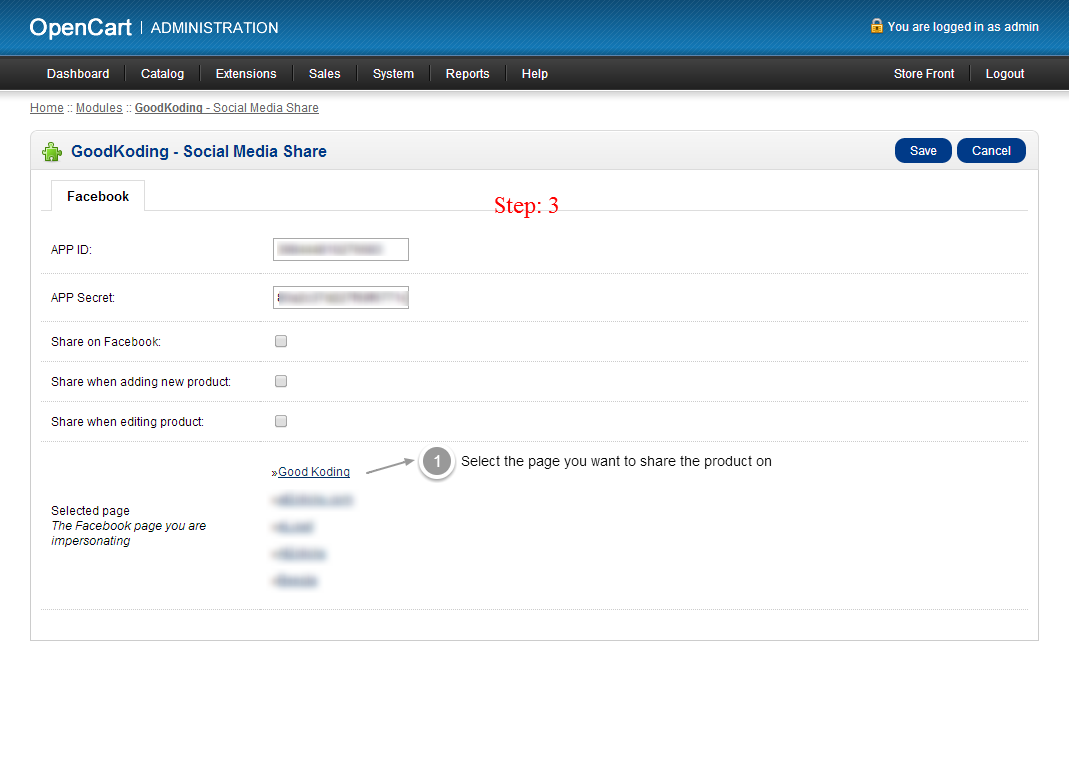 OpenCart | ADMINISTRATION
You are logged in as admin
Dashboard Catalog Extensions Sales System Reports Help Store Front Logout
Home :: Modules :: GoodKoding - Social Media Share
GoodKoding - Social Media Share Save Cancel
Facebook
Step: 3
APP ID:
APP Secret:
Share on Facebook:
Share when adding new product:
Share when editing product:
»Good Koding 1 Select the page you want to share the product on
Selected page
The Facebook page you are
impersonating